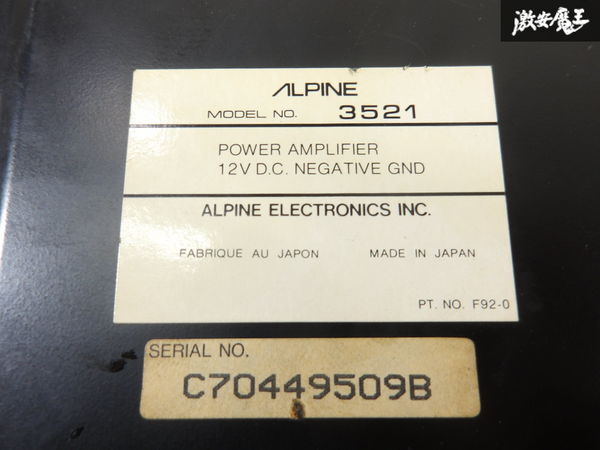 激安魔王
ALPINE
MODEL NO. 3521
POWER AMPLIFIER
12V D.C. NEGATIVE GND
ALPINE ELECTRONICS INC.
FABRIQUE AU JAPON MADE IN JAPAN
PT. NO. F92-0
SERIAL NO.
C70449509B